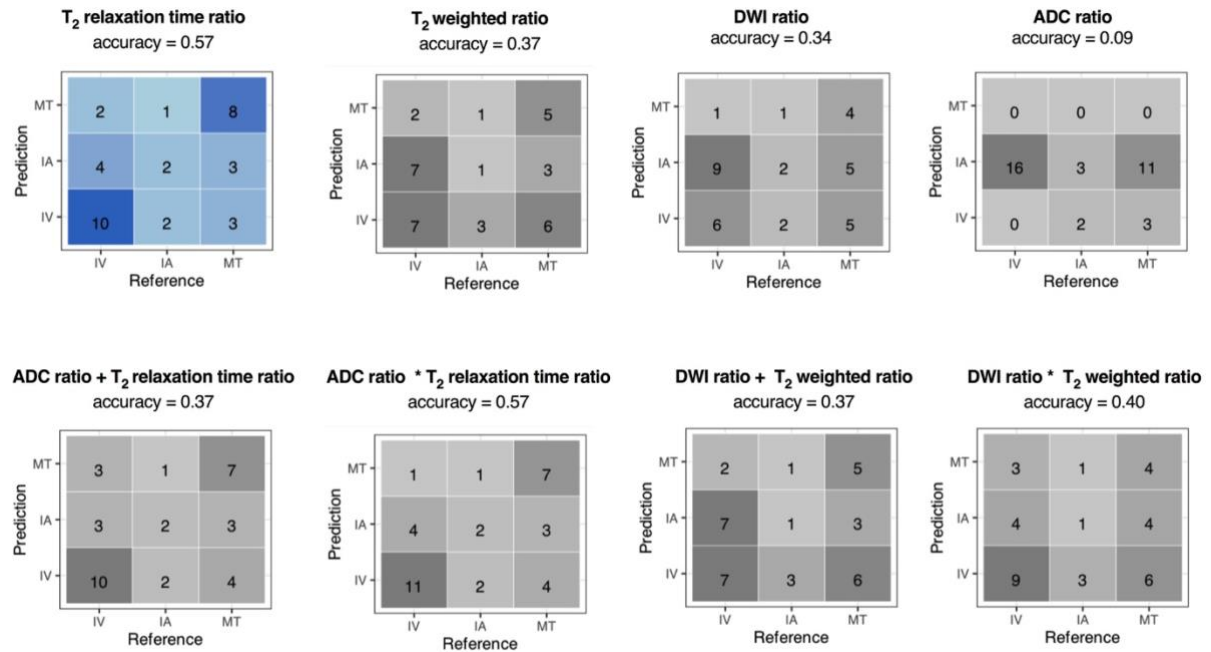 T2 relaxation time ratio
accuracy = 0.57
MT 2 1 8
IA 4 2 3
IV 10 2 3
IV IA MT
Prediction
Reference
T2 weighted ratio
accuracy = 0.37
MT 2 1 5
IA 7 1 3
IV 7 3 6
IV IA MT
Prediction
Reference
DWI ratio
accuracy = 0.34
MT 1 1 4
IA 9 2 5
IV 6 2 5
IV IA MT
Prediction
Reference
ADC ratio
accuracy = 0.09
MT 0 0 0
IA 16 3 11
IV 0 2 3
IV IA MT
Prediction
Reference
ADC ratio + T2 relaxation time ratio
accuracy = 0.37
MT 3 1 7
IA 3 2 3
IV 10 2 4
IV IA MT
Prediction
Reference
ADC ratio * T2 relaxation time ratio
accuracy = 0.57
MT 1 1 7
IA 4 2 3
IV 11 2 4
IV IA MT
Prediction
Reference
DWI ratio + T2 weighted ratio
accuracy = 0.37
MT 2 1 5
IA 7 1 3
IV 7 3 6
IV IA MT
Prediction
Reference
DWI ratio * T2 weighted ratio
accuracy = 0.40
MT 3 1 4
IA 4 1 4
IV 9 3 6
IV IA MT
Prediction
Reference